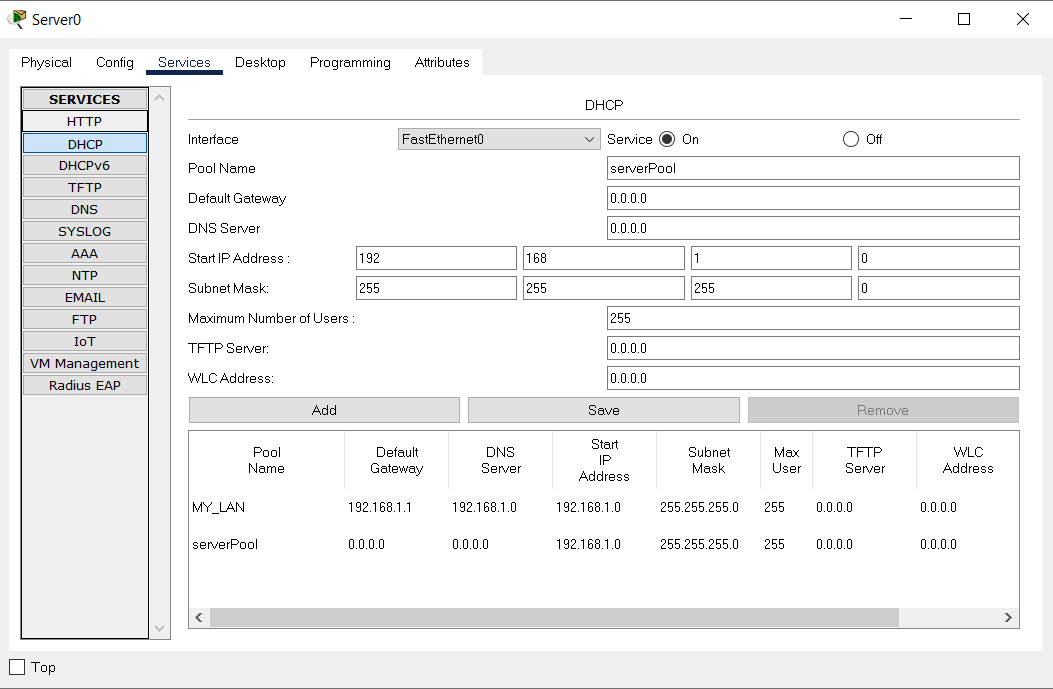 Server0
Physical Config Services Desktop Programming Attributes
SERVICES
HTTP
DHCP
DHCPv6
TFTP
DNS
SYSLOG
AAA
NTP
EMAIL
FTP
IoT
VM Management
Radius EAP
DHCP
Interface FastEthernet0 Service On Off
Pool Name serverPool
Default Gateway 0.0.0.0
DNS Server 0.0.0.0
Start IP Address : 192 168 1 0
Subnet Mask: 255 255 255 0
Maximum Number of Users : 255
TFTP Server: 0.0.0.0
WLC Address: 0.0.0.0
Add Save Remove
Pool Name Default Gateway DNS Server Start IP Address Subnet Mask Max User TFTP Server WLC Address
MY_LAN 192.168.1.1 192.168.1.0 192.168.1.0 255.255.255.0 255 0.0.0.0 0.0.0.0
serverPool 0.0.0.0 0.0.0.0 192.168.1.0 255.255.255.0 255 0.0.0.0 0.0.0.0
Top